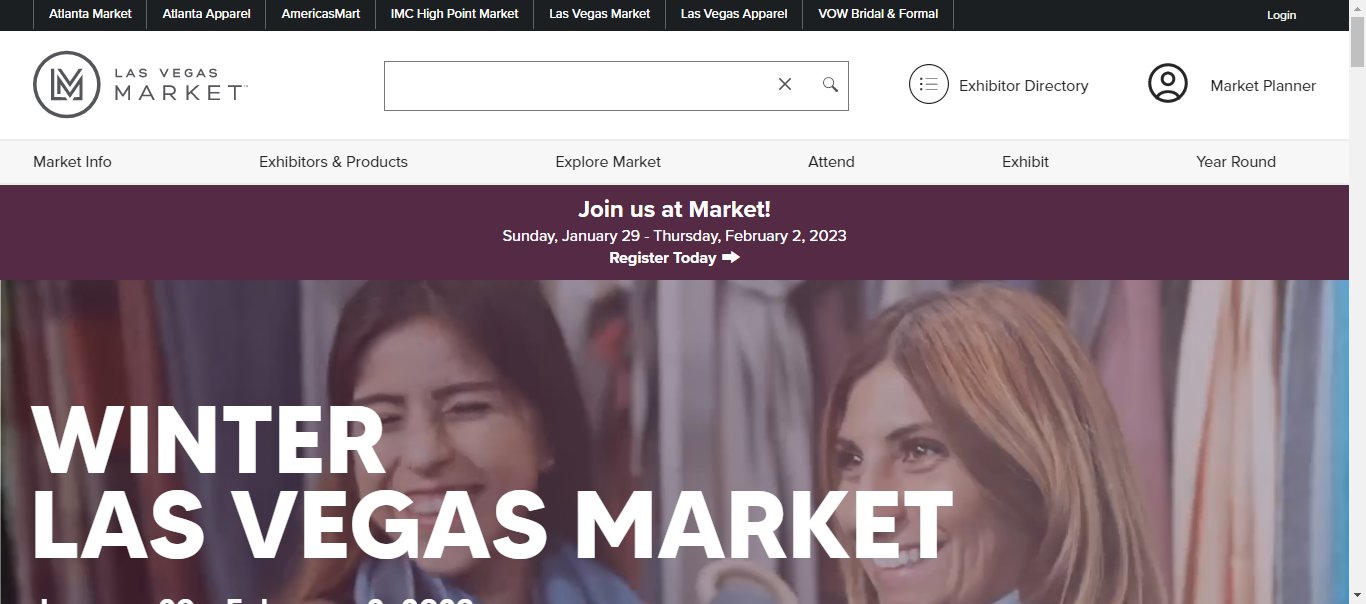 Atlanta Market
Atlanta Apparel
AmericasMart
IMC High Point Market
Las Vegas Market
Las Vegas Apparel
VOW Bridal & Formal
Login
LAS VEGAS
MARKET
Exhibitor Directory
Market Planner
Market Info
Exhibitors & Products
Explore Market
Attend
Exhibit
Year Round
Join us at Market!
Sunday, January 29 - Thursday, February 2, 2023
Register Today
WINTER
LAS VEGAS MARKET